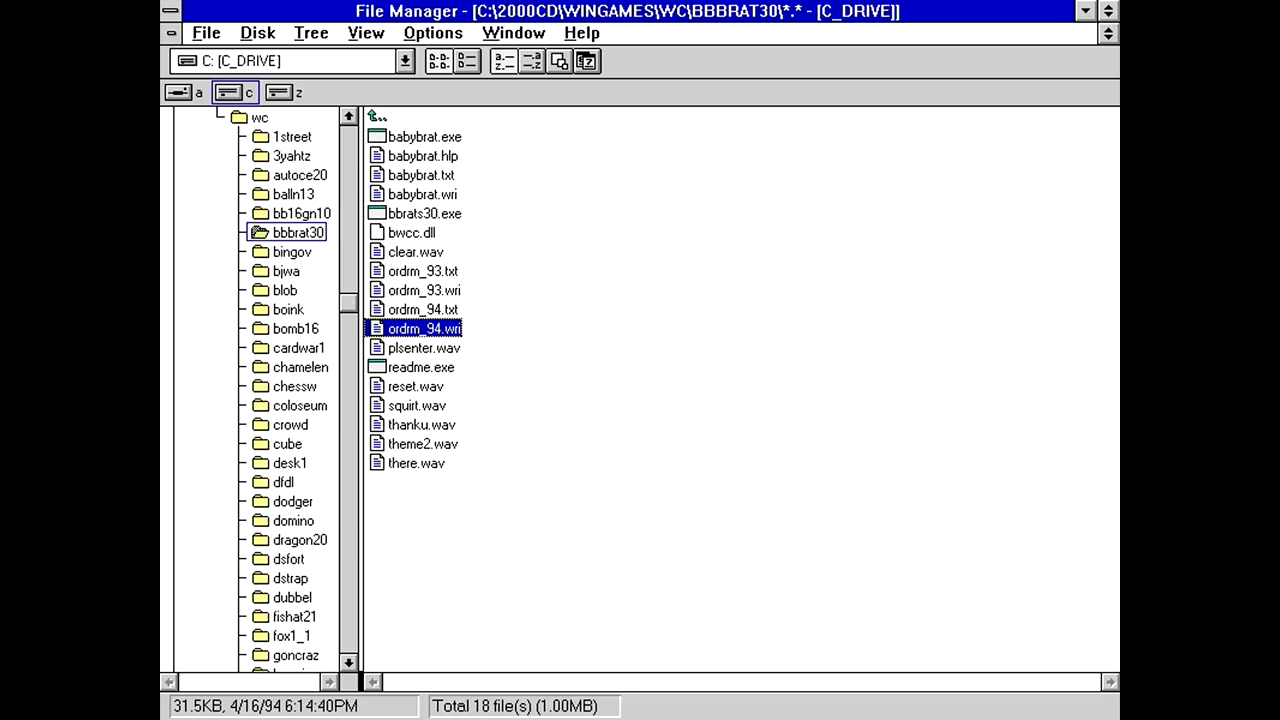 File Manager - [C:\2000CD\WINGAMES\WC\BBBRAT30\*.* - [C_DRIVE]]
File Disk Tree View Options Window Help
C: [C_DRIVE]
a c z
wc
1street
3yahtz
autoce20
balln13
bb16gn10
bbbrat30
bingov
bjwa
blob
boink
bomb16
cardwar1
chamelen
chessw
coloseum
crowd
cube
desk1
dfdl
dodger
domino
dragon20
dsfort
dstrap
dubbel
fishat21
fox1_1
goncraz
..
babybrat.exe
babybrat.hlp
babybrat.txt
babybrat.wri
bbrats30.exe
bwcc.dll
clear.wav
ordrm_93.txt
ordrm_93.wri
ordrm_94.txt
ordrm_94.wri
plsenter.wav
readme.exe
reset.wav
squirt.wav
thanku.wav
theme2.wav
there.wav
31.5KB, 4/16/94 6:14:40PM
Total 18 file(s) (1.00MB)